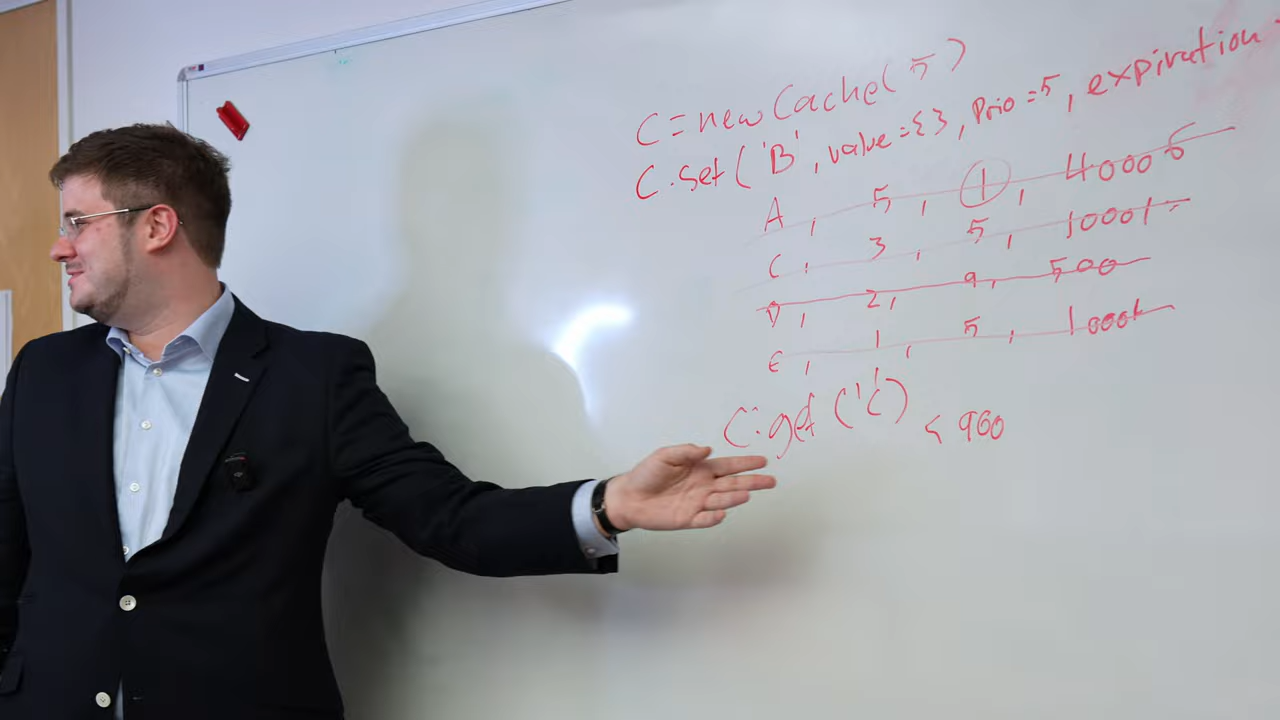 C = new Cache(5)
C.set('B', value={}, Prio=5, expiration
A, 5, 1, 4000
C, 3, 5, 1000
D, 2, 9, 500
E, 1, 5, 1000
C.get('C') < 900